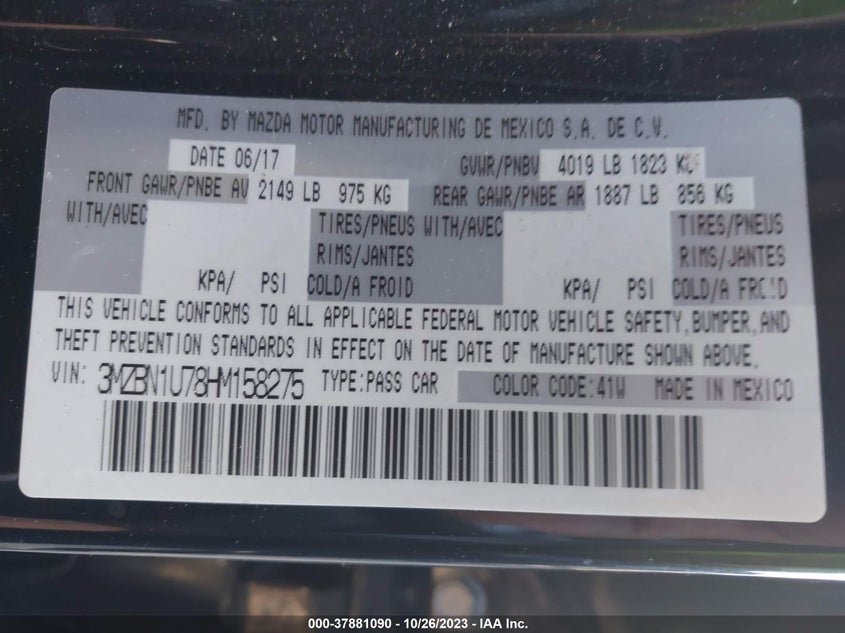 MFD. BY MAZDA MOTOR MANUFACTURING DE MEXICO S.A. DE C.V.
DATE 06/17 GVWR/PNBV 4019 LB 1823 KG
FRONT GAWR/PNBE AV 2149 LB 975 KG REAR GAWR/PNBE AR 1887 LB 856 KG
WITH/AVEC TIRES/PNEUS WITH/AVEC TIRES/PNEUS
RIMS/JANTES RIMS/JANTES
KPA/ PSI COLD/A FROID KPA/ PSI COLD/A FROID
THIS VEHICLE CONFORMS TO ALL APPLICABLE FEDERAL MOTOR VEHICLE SAFETY, BUMPER, AND
THEFT PREVENTION STANDARDS IN EFFECT ON THE DATE OF MANUFACTURE SHOWN ABOVE.
VIN: 3MZBN1U78HM158275 TYPE:PASS CAR COLOR CODE:41W MADE IN MEXICO
000-37881090 - 10/26/2023 - IAA Inc.